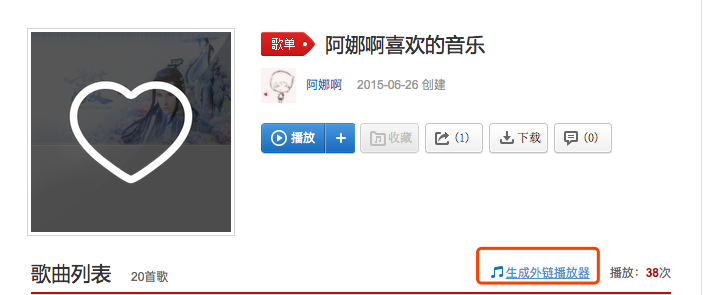 歌单 阿娜啊喜欢的音乐
阿娜啊 2015-06-26 创建
播放 + 收藏 (1) 下载 (0)
歌曲列表 20首歌 生成外链播放器 播放：38次